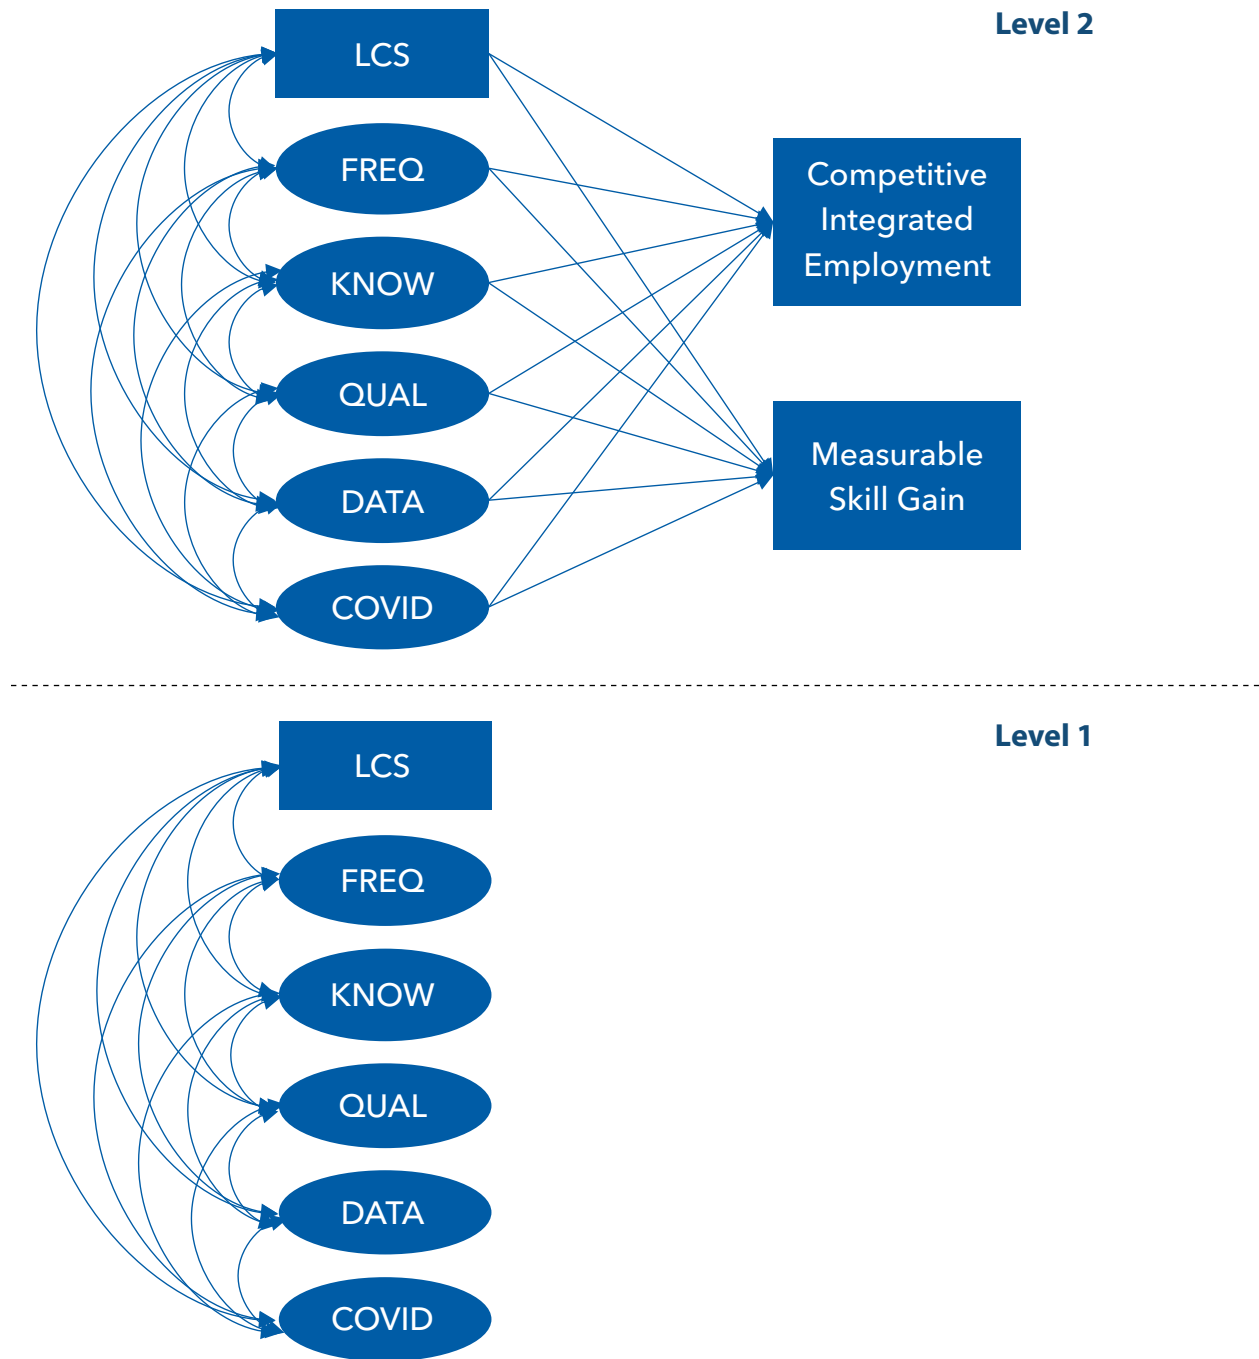 Level 2
LCS
FREQ
KNOW
QUAL
DATA
COVID
Competitive
Integrated
Employment
Measurable
Skill Gain
Level 1
LCS
FREQ
KNOW
QUAL
DATA
COVID